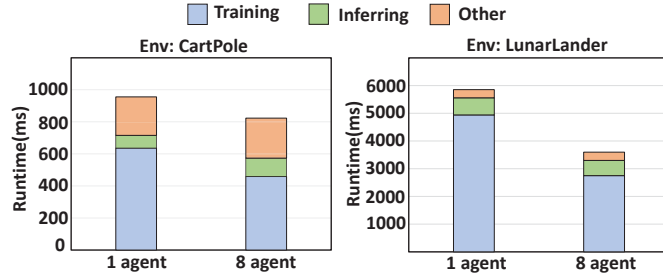 Training Inferring Other
Env: CartPole
Runtime(ms)
1000
800
600
400
200
0
1 agent 8 agent
Env: LunarLander
Runtime(ms)
6000
5000
4000
3000
2000
1000
1 agent 8 agent